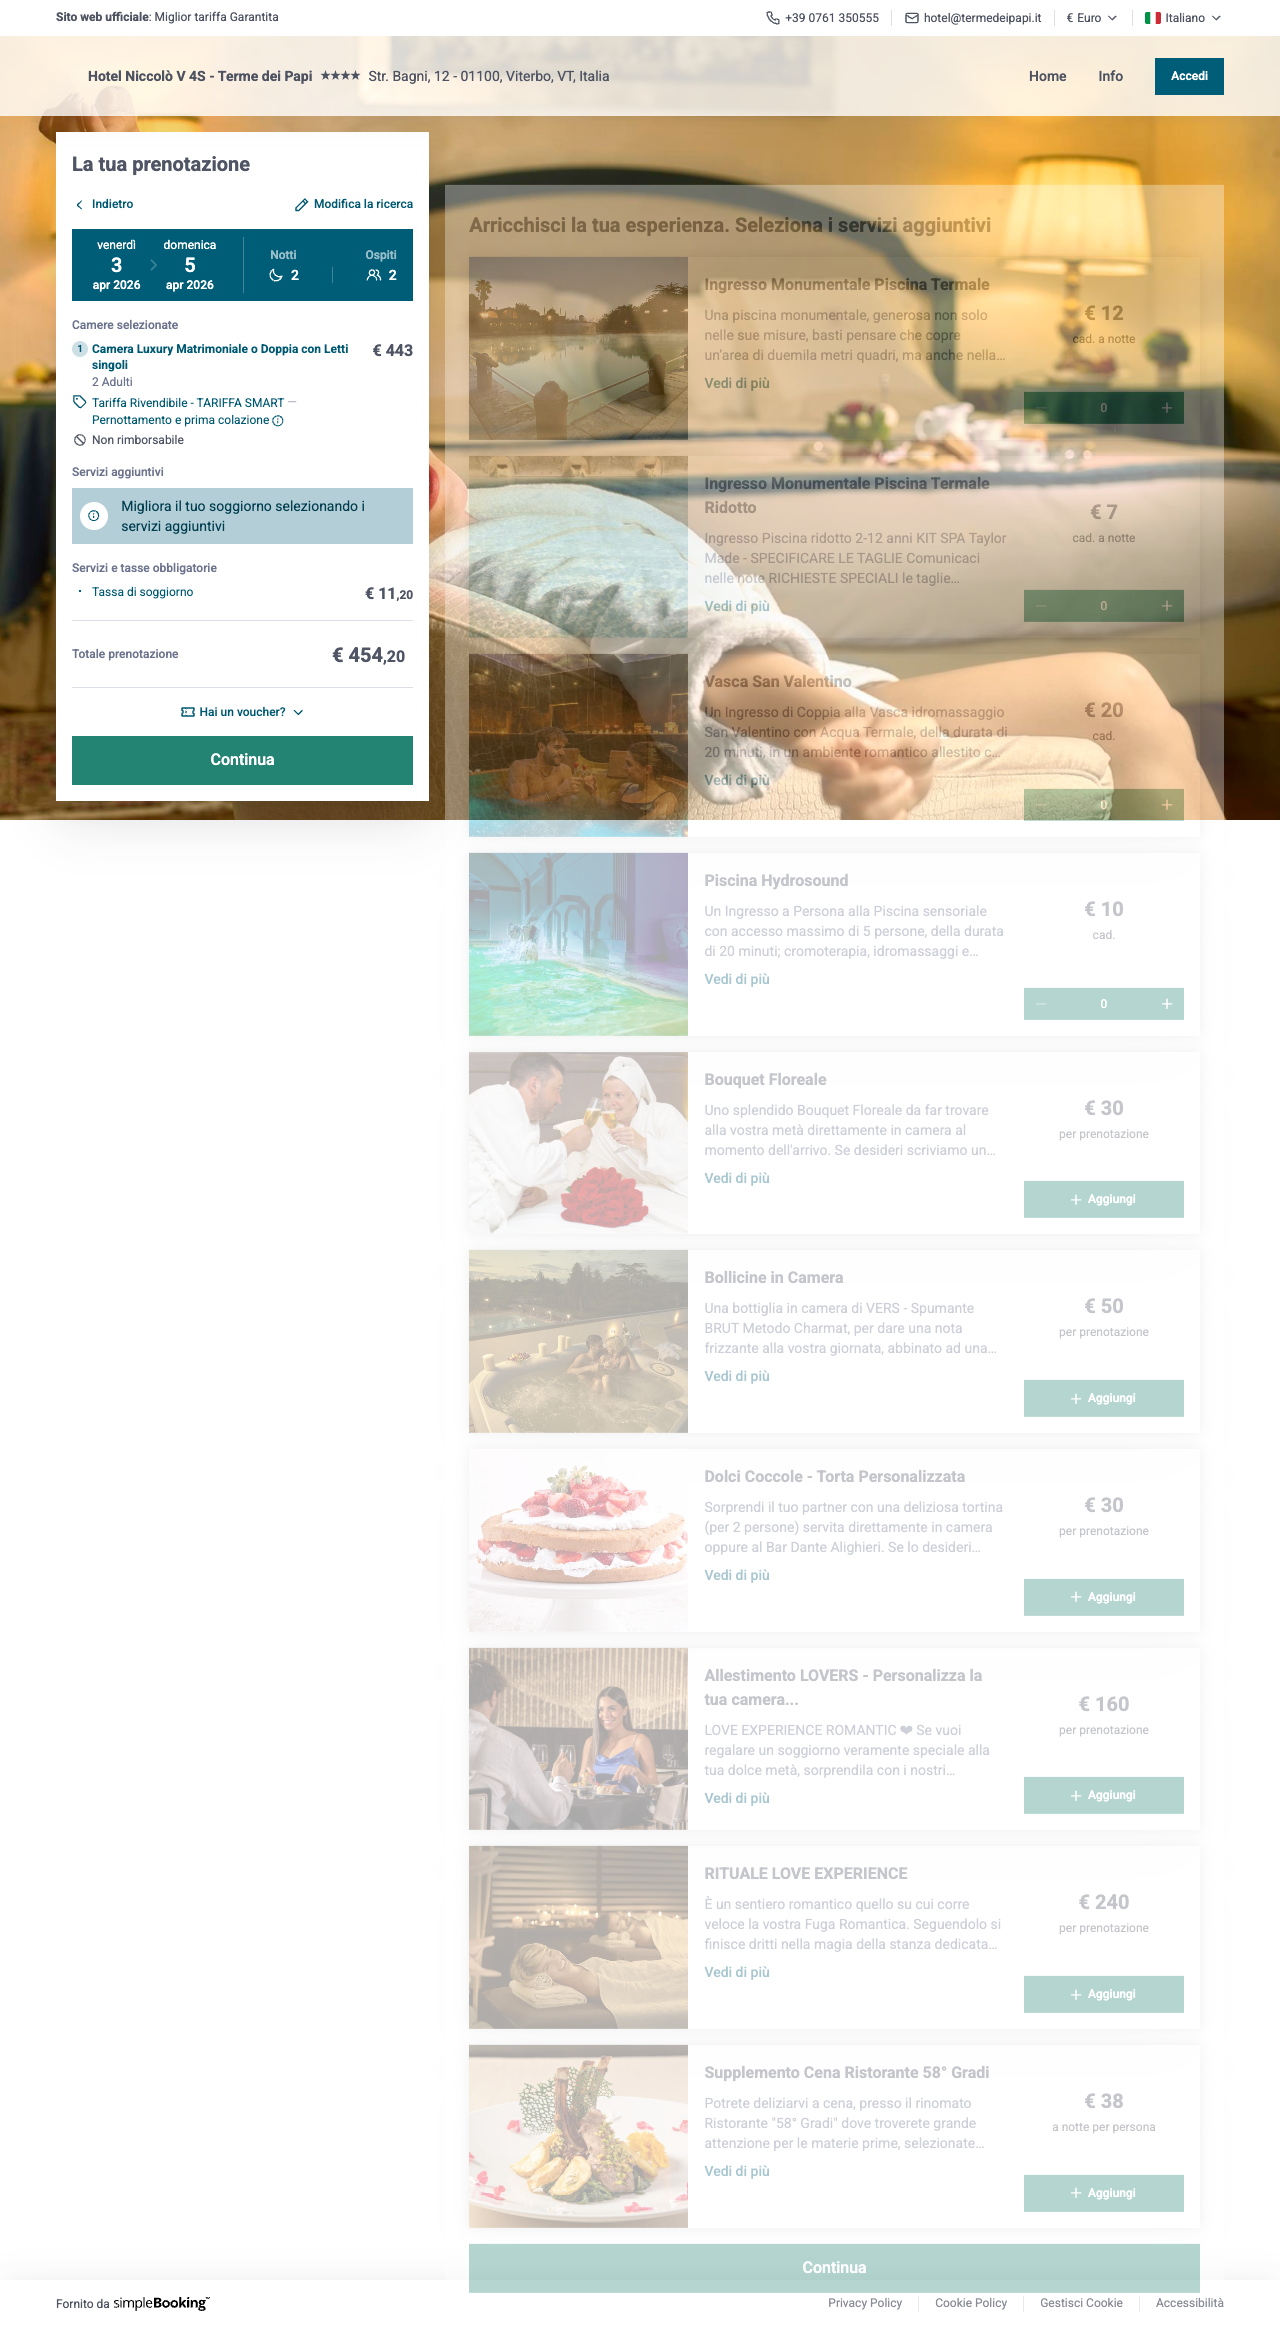 Sito web ufficiale: Miglior tariffa Garantita
+39 0761 350555
hotel@termedeipapi.it
€ Euro
Italiano
Hotel Niccolò V 4S - Terme dei Papi ★★★★ Str. Bagni, 12 - 01100, Viterbo, VT, Italia
Home
Info
Accedi
La tua prenotazione
Indietro
Modifica la ricerca
venerdì
3
apr 2026
domenica
5
apr 2026
Notti
2
Ospiti
2
Camere selezionate
1 Camera Luxury Matrimoniale o Doppia con Letti
singoli
€ 443
2 Adulti
Tariffa Rivendibile - TARIFFA SMART —
Pernottamento e prima colazione
Non rimborsabile
Servizi aggiuntivi
Migliora il tuo soggiorno selezionando i
servizi aggiuntivi
Servizi e tasse obbligatorie
· Tassa di soggiorno
€ 11,20
Totale prenotazione
€ 454,20
Hai un voucher?
Continua
Arricchisci la tua esperienza. Seleziona i servizi aggiuntivi
Ingresso Monumentale Piscina Termale
Una piscina monumentale, generosa non solo
nelle sue misure, basti pensare che copre
un'area di duemila metri quadri, ma anche nella...
Vedi di più
€ 12
cad. a notte
0
Ingresso Monumentale Piscina Termale
Ridotto
Ingresso Piscina ridotto 2-12 anni KIT SPA Taylor
Made - SPECIFICARE LE TAGLIE Comunicaci
nelle note RICHIESTE SPECIALI le taglie...
Vedi di più
€ 7
cad. a notte
0
Vasca San Valentino
Un Ingresso di Coppia alla Vasca idromassaggio
San Valentino con Acqua Termale, della durata di
20 minuti, in un ambiente romantico allestito c...
Vedi di più
€ 20
cad.
0
Piscina Hydrosound
Un Ingresso a Persona alla Piscina sensoriale
con accesso massimo di 5 persone, della durata
di 20 minuti; cromoterapia, idromassaggi e...
Vedi di più
€ 10
cad.
0
Bouquet Floreale
Uno splendido Bouquet Floreale da far trovare
alla vostra metà direttamente in camera al
momento dell'arrivo. Se desideri scriviamo un...
Vedi di più
€ 30
per prenotazione
Aggiungi
Bollicine in Camera
Una bottiglia in camera di VERS - Spumante
BRUT Metodo Charmat, per dare una nota
frizzante alla vostra giornata, abbinato ad una...
Vedi di più
€ 50
per prenotazione
Aggiungi
Dolci Coccole - Torta Personalizzata
Sorprendi il tuo partner con una deliziosa tortina
(per 2 persone) servita direttamente in camera
oppure al Bar Dante Alighieri. Se lo desideri...
Vedi di più
€ 30
per prenotazione
Aggiungi
Allestimento LOVERS - Personalizza la
tua camera...
LOVE EXPERIENCE ROMANTIC ❤ Se vuoi
regalare un soggiorno veramente speciale alla
tua dolce metà, sorprendila con i nostri...
Vedi di più
€ 160
per prenotazione
Aggiungi
RITUALE LOVE EXPERIENCE
È un sentiero romantico quello su cui corre
veloce la vostra Fuga Romantica. Seguendolo si
finisce dritti nella magia della stanza dedicata...
Vedi di più
€ 240
per prenotazione
Aggiungi
Supplemento Cena Ristorante 58° Gradi
Potrete deliziarvi a cena, presso il rinomato
Ristorante "58° Gradi" dove troverete grande
attenzione per le materie prime, selezionate...
Vedi di più
€ 38
a notte per persona
Aggiungi
Continua
Fornito da simpleBooking
Privacy Policy
Cookie Policy
Gestisci Cookie
Accessibilità